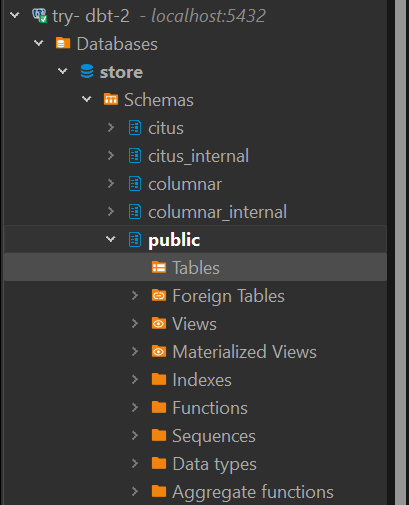 try- dbt-2 - localhost:5432
Databases
store
Schemas
citus
citus_internal
columnar
columnar_internal
public
Tables
Foreign Tables
Views
Materialized Views
Indexes
Functions
Sequences
Data types
Aggregate functions